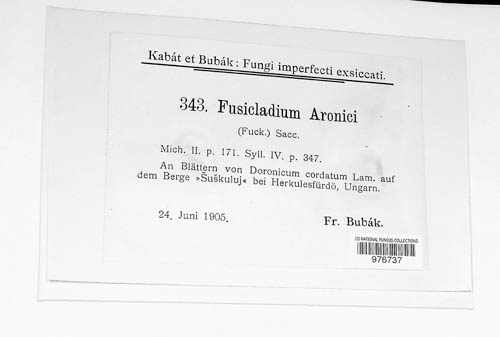 Kabát et Bubák: Fungi imperfecti exsiccati.
343. Fusicladium Aronici
(Fuck.) Sacc.
Mich. II. p. 171. Syll. IV. p. 347.
An Blättern von Doronicum cordatum Lam. auf
dem Berge »Suškuluj« bei Herkulesfürdö, Ungarn.
24. Juni 1905.
Fr. Bubák.
US NATIONAL FUNGUS COLLECTIONS
976737